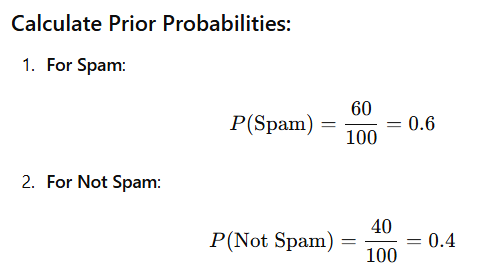 Calculate Prior Probabilities:
1. For Spam:
P(Spam) = 60/100 = 0.6
2. For Not Spam:
P(Not Spam) = 40/100 = 0.4